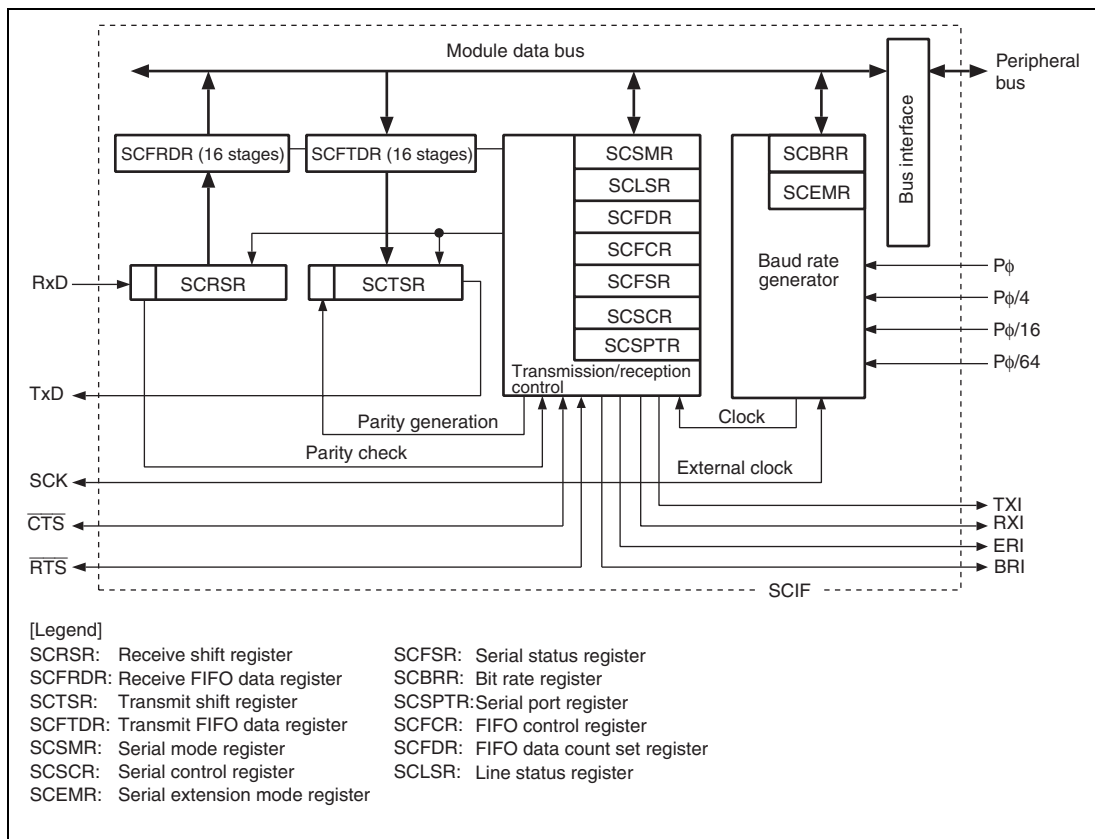 Module data bus
Peripheral
bus
Bus interface
SCFRDR (16 stages)
SCFTDR (16 stages)
SCSMR
SCLSR
SCFDR
SCFCR
SCFSR
SCSCR
SCSPTR
Transmission/reception
control
SCBRR
SCEMR
Baud rate
generator
RxD
SCRSR
SCTSR
Pϕ
Pϕ/4
Pϕ/16
Pϕ/64
TxD
Parity generation
Clock
Parity check
External clock
SCK
C̅T̅S̅
R̅T̅S̅
TXI
RXI
ERI
BRI
SCIF
[Legend]
SCRSR: Receive shift register
SCFRDR: Receive FIFO data register
SCTSR: Transmit shift register
SCFTDR: Transmit FIFO data register
SCSMR: Serial mode register
SCSCR: Serial control register
SCEMR: Serial extension mode register
SCFSR: Serial status register
SCBRR: Bit rate register
SCSPTR: Serial port register
SCFCR: FIFO control register
SCFDR: FIFO data count set register
SCLSR: Line status register